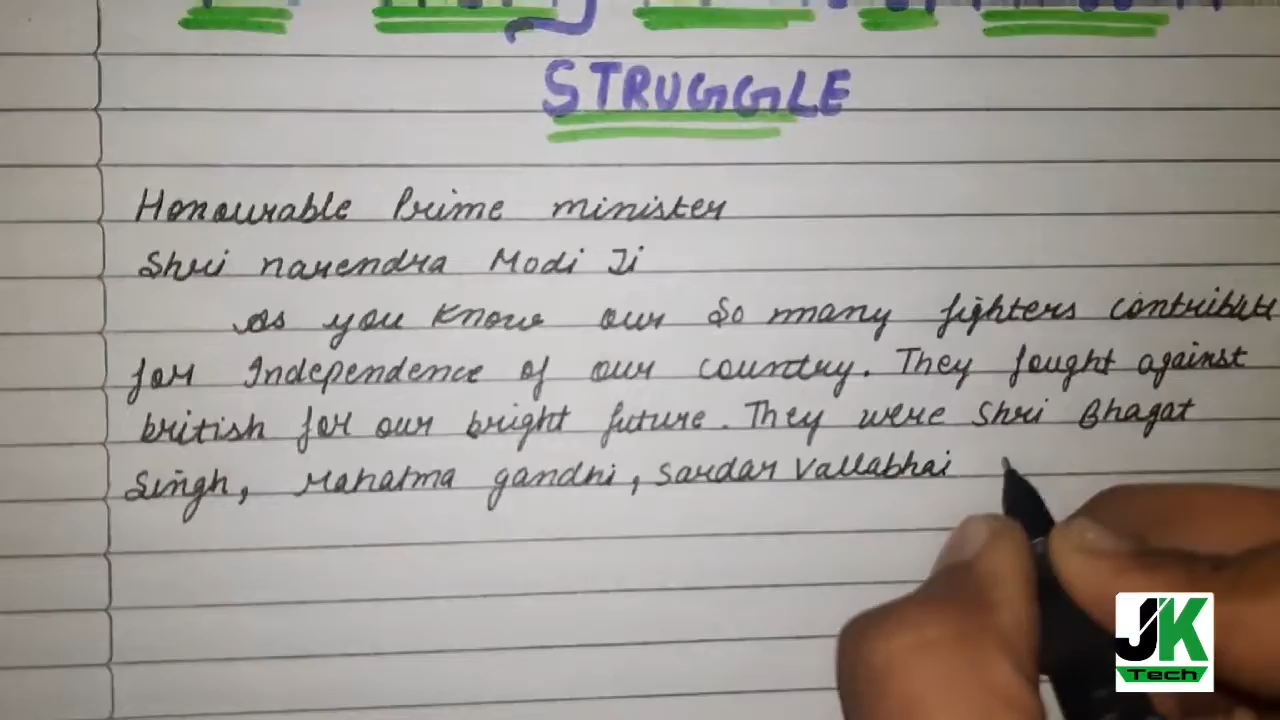 STRUGGLE
Honourable Prime minister
Shri narendra Modi Ji
As you know our so many fighters contribute
for Independence of our country. They fought against
british for our bright future. They were Shri Bhagat
Singh, Mahatma gandhi, Sardar Vallabhai
JK
Tech